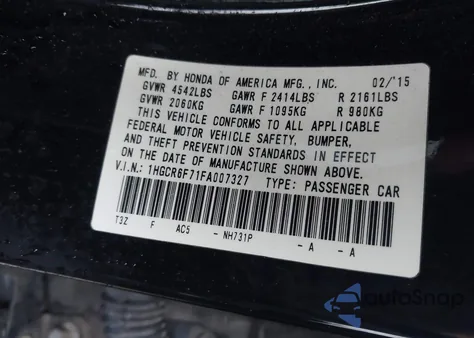 MFD. BY HONDA OF AMERICA MFG., INC. 02/'15
GVWR 4542LBS GAWR F 2414LBS R 2161LBS
GVWR 2060KG GAWR F 1095KG R 980KG
THIS VEHICLE CONFORMS TO ALL APPLICABLE
FEDERAL MOTOR VEHICLE SAFETY, BUMPER,
AND THEFT PREVENTION STANDARDS IN EFFECT
ON THE DATE OF MANUFACTURE SHOWN ABOVE.
V.I.N.: 1HGCR6F71FA007327 TYPE: PASSENGER CAR
T3Z F AC5 - NH731P - A - A
autoSnap